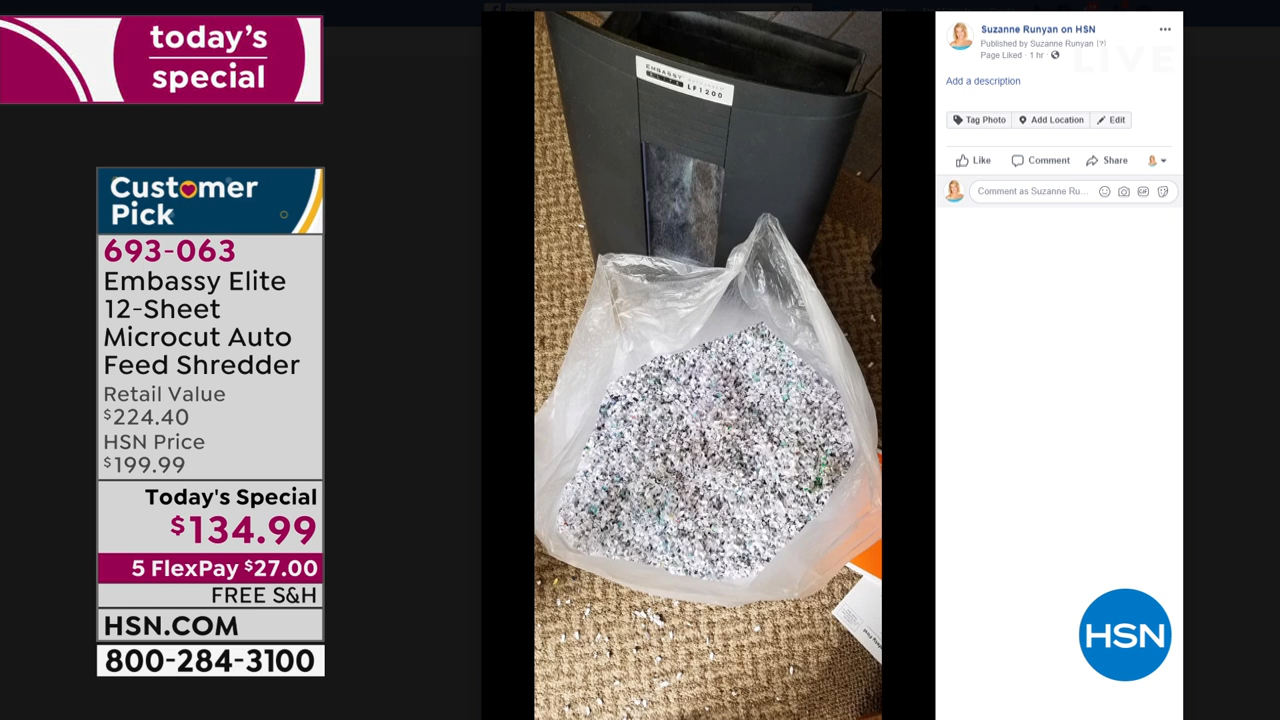 today's
special
Customer
Pick
693-063
Embassy Elite
12-Sheet
Microcut Auto
Feed Shredder
Retail Value
$224.40
HSN Price
$199.99
Today's Special
$134.99
5 FlexPay $27.00
FREE S&H
HSN.COM
800-284-3100
EMBASSY
ELITE LF1200
Suzanne Runyan on HSN
Published by Suzanne Runyan [?]
Page Liked · 1 hr ·
LIVE
Add a description
Tag Photo Add Location Edit
Like Comment Share
Comment as Suzanne Ru...
GIF
HSN